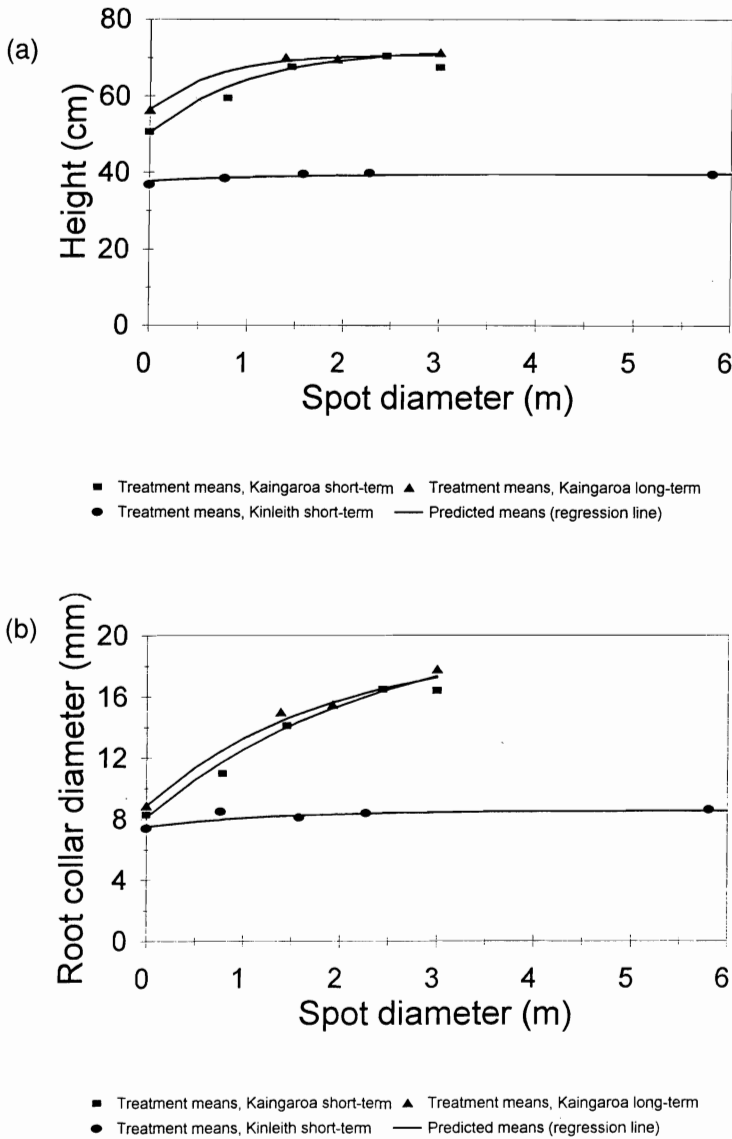 (a)
Height (cm)
80
60
40
20
0
0 1 2 3 4 5 6
Spot diameter (m)
■ Treatment means, Kaingaroa short-term ▲ Treatment means, Kaingaroa long-term
● Treatment means, Kinleith short-term — Predicted means (regression line)
(b)
Root collar diameter (mm)
20
16
12
8
4
0
0 1 2 3 4 5 6
Spot diameter (m)
■ Treatment means, Kaingaroa short-term ▲ Treatment means, Kaingaroa long-term
● Treatment means, Kinleith short-term — Predicted means (regression line)